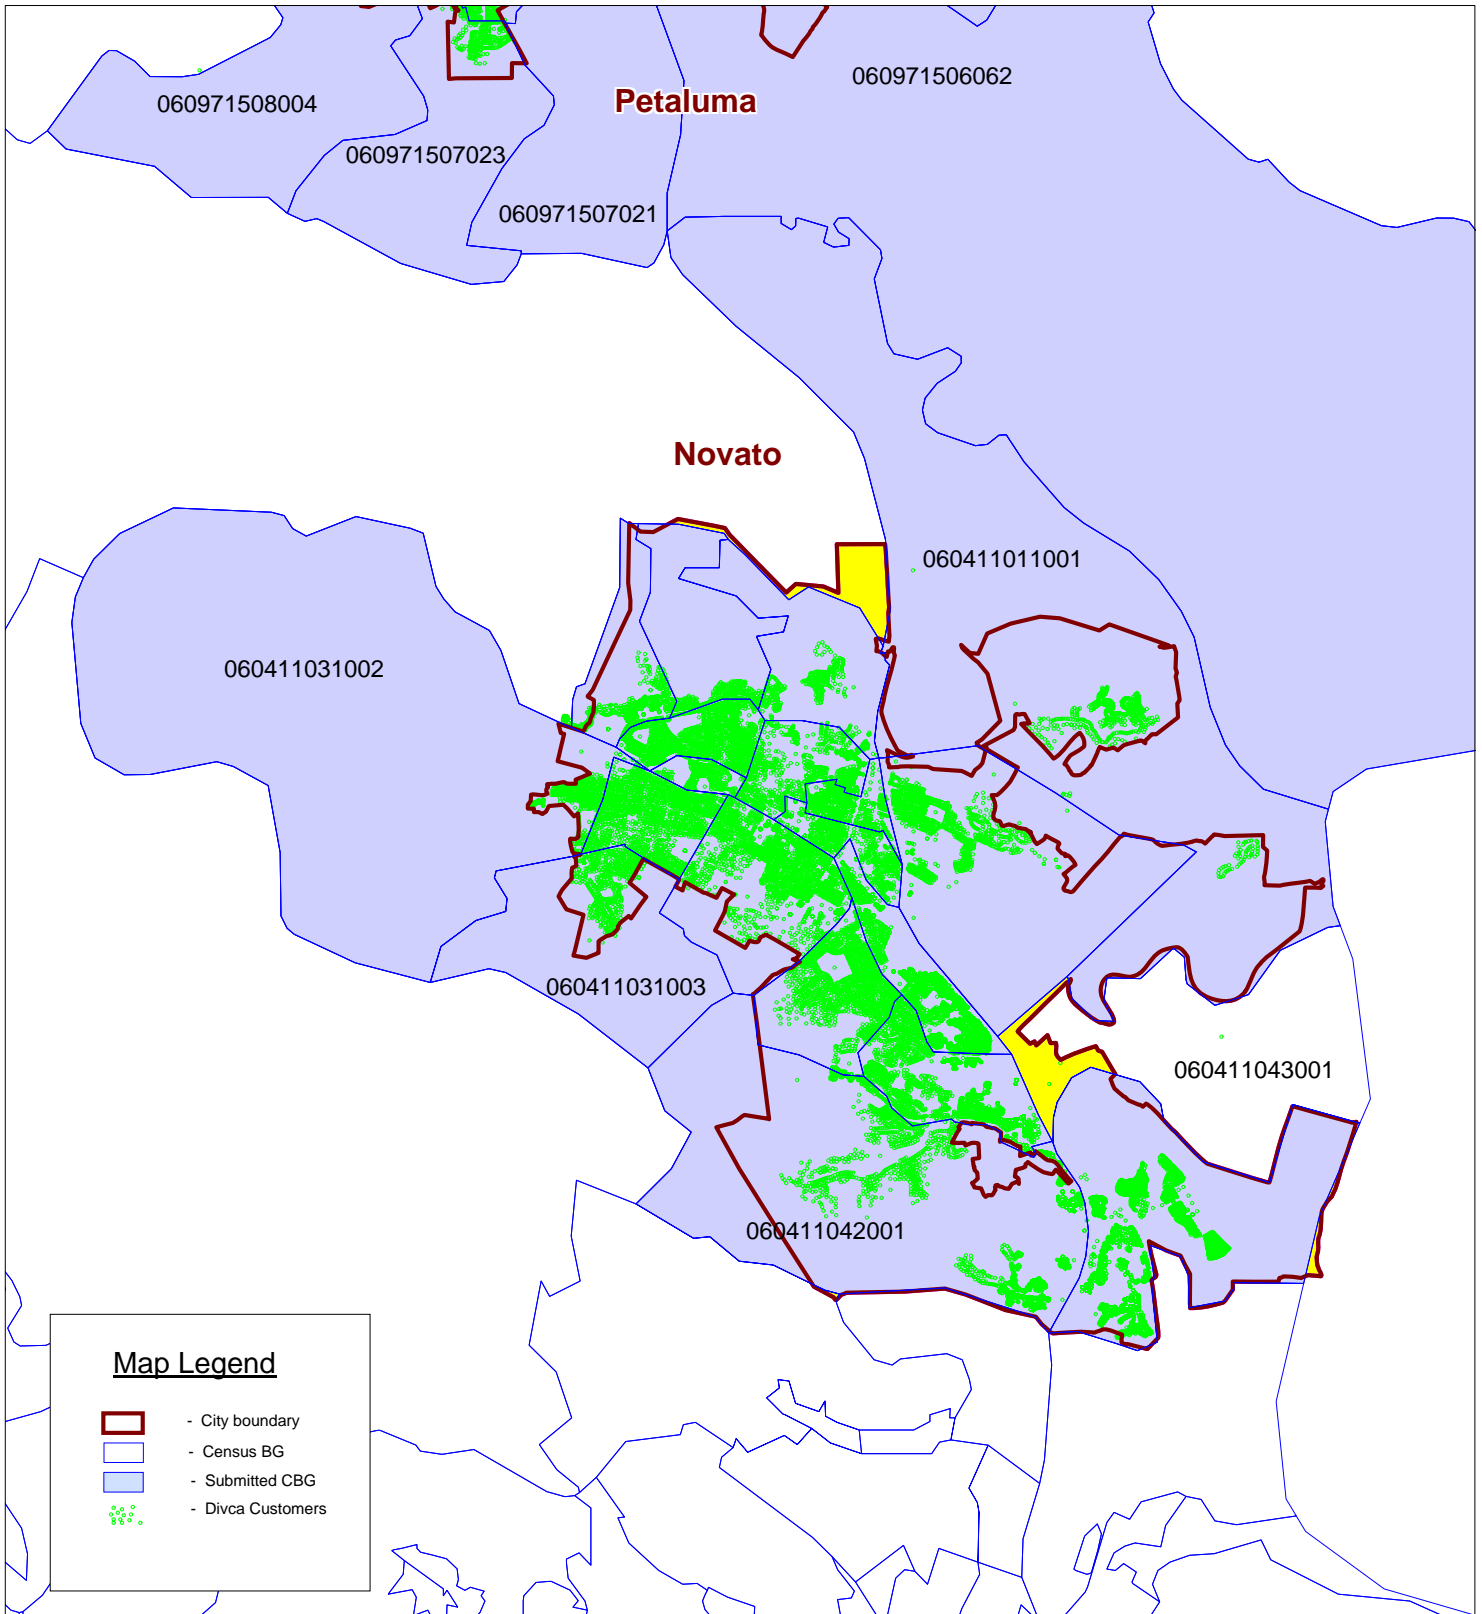 060971506062
Petaluma
060971508004
060971507023
060971507021
Novato
060411011001
060411031002
060411031003
060411043001
060411042001
Map Legend
- City boundary
- Census BG
- Submitted CBG
- Divca Customers